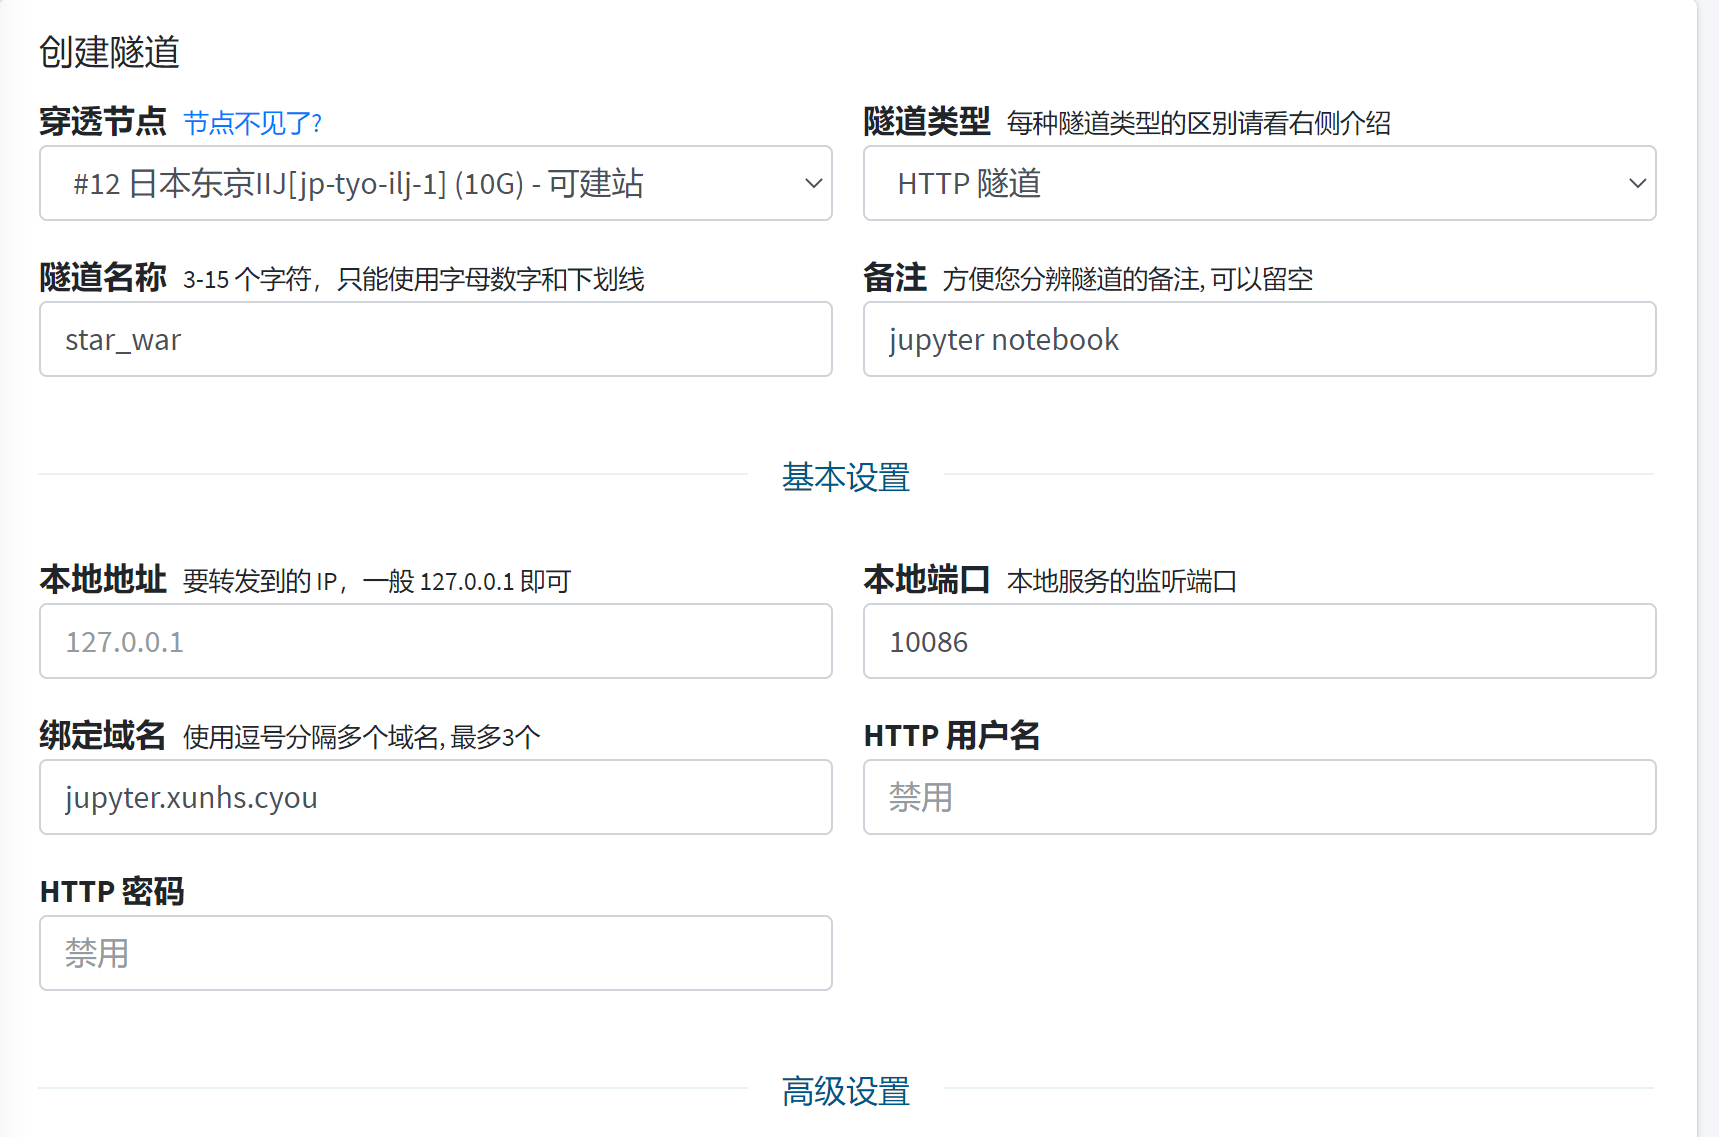 创建隧道
穿透节点 节点不见了?
隧道类型 每种隧道类型的区别请看右侧介绍
#12 日本东京IIJ[jp-tyo-ilj-1] (10G) - 可建站
HTTP 隧道
隧道名称 3-15 个字符，只能使用字母数字和下划线
备注 方便您分辨隧道的备注, 可以留空
star_war
jupyter notebook
基本设置
本地地址 要转发到的 IP，一般 127.0.0.1 即可
本地端口 本地服务的监听端口
127.0.0.1
10086
绑定域名 使用逗号分隔多个域名, 最多3个
HTTP 用户名
jupyter.xunhs.cyou
禁用
HTTP 密码
禁用
高级设置